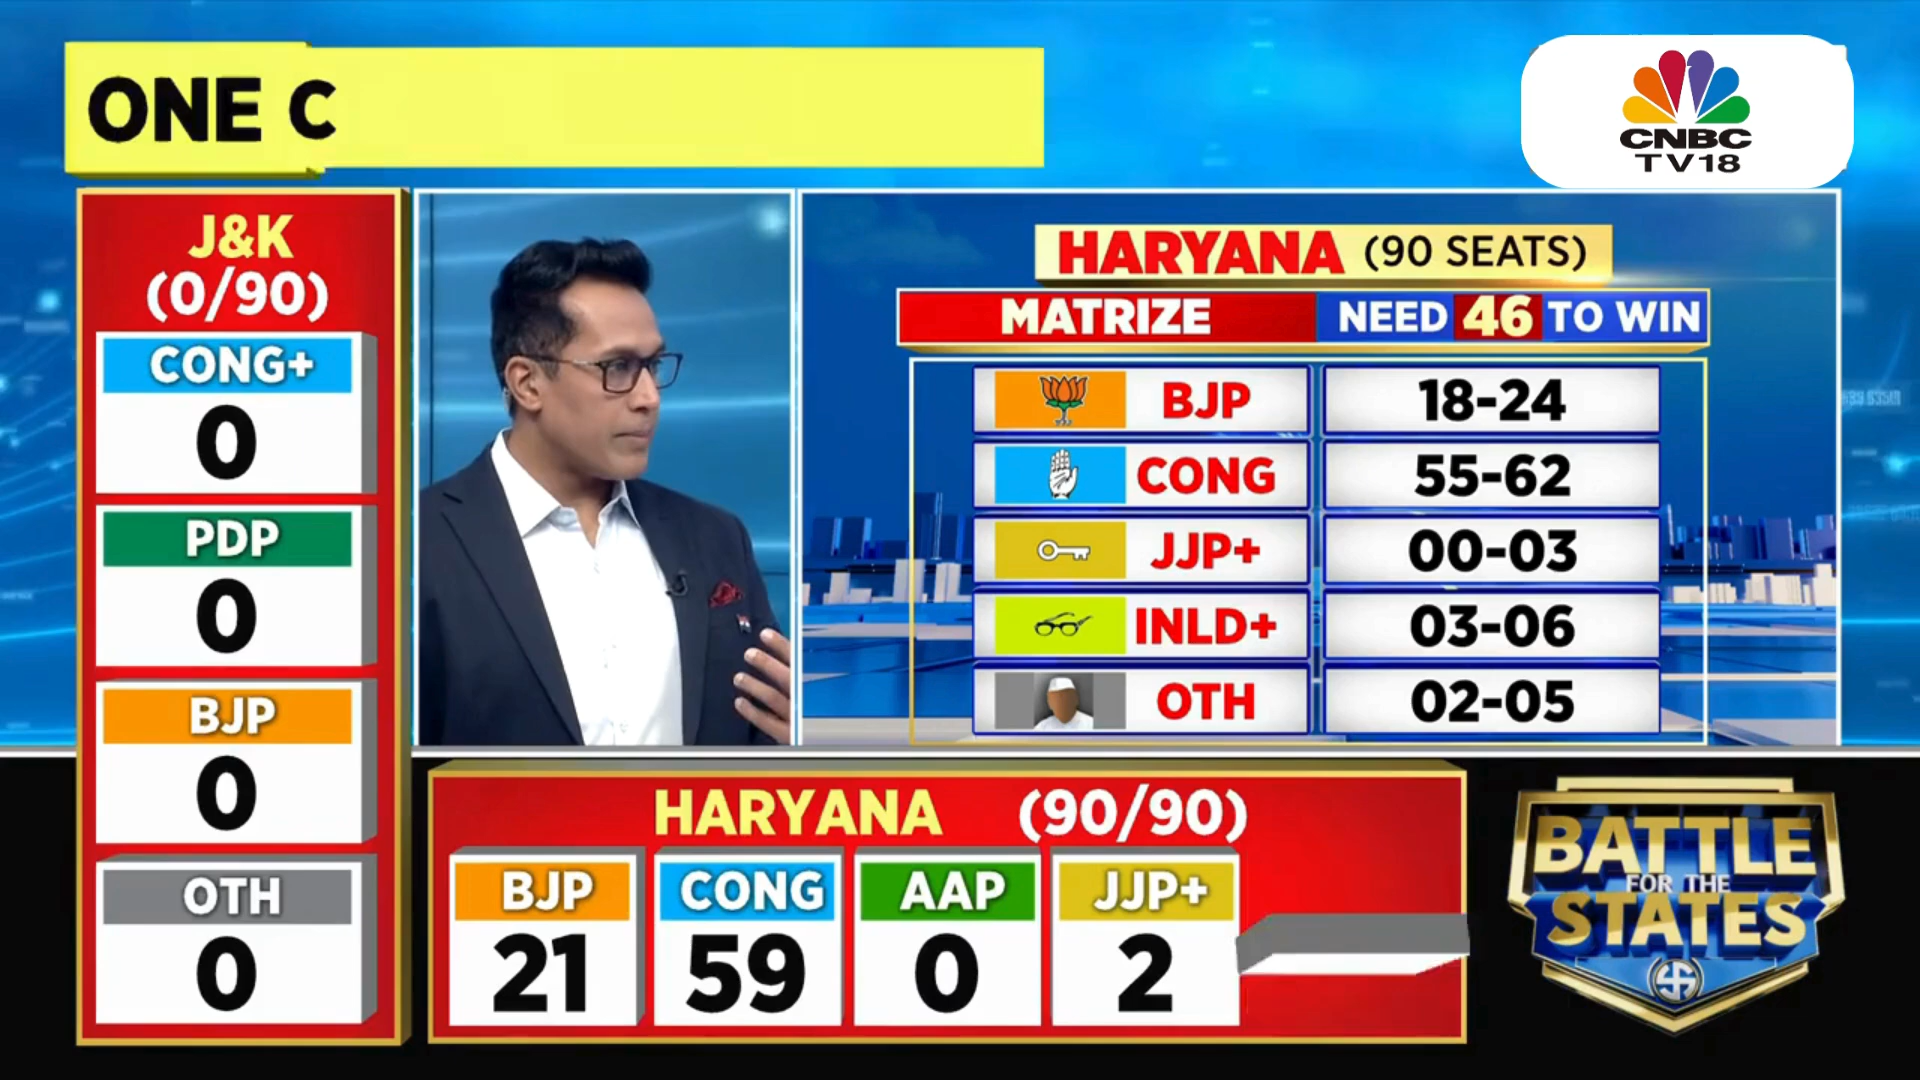 ONE C
CNBC
TV18
J&K
(0/90)
CONG+
0
PDP
0
BJP
0
OTH
0
HARYANA (90 SEATS)
MATRIZE NEED 46 TO WIN
BJP 18-24
CONG 55-62
JJP+ 00-03
INLD+ 03-06
OTH 02-05
HARYANA (90/90)
BJP CONG AAP JJP+
21 59 0 2
BATTLE
FOR THE
STATES